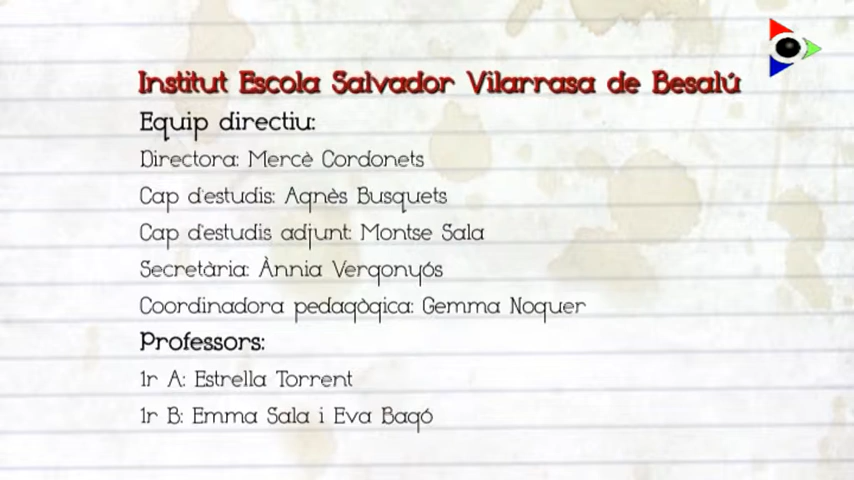 Institut Escola Salvador Vilarrasa de Besalú
Equip directiu:
Directora: Mercè Cordonets
Cap d'estudis: Agnès Busquets
Cap d'estudis adjunt: Montse Sala
Secretària: Ànnia Vergonyós
Coordinadora pedagògica: Gemma Noguer
Professors:
1r A: Estrella Torrent
1r B: Emma Sala i Eva Bagó